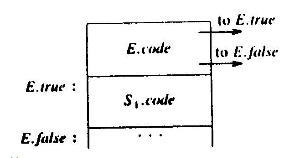 to E.true
E.code
to E.false
E.true :
S₁.code
E.false :
. . .